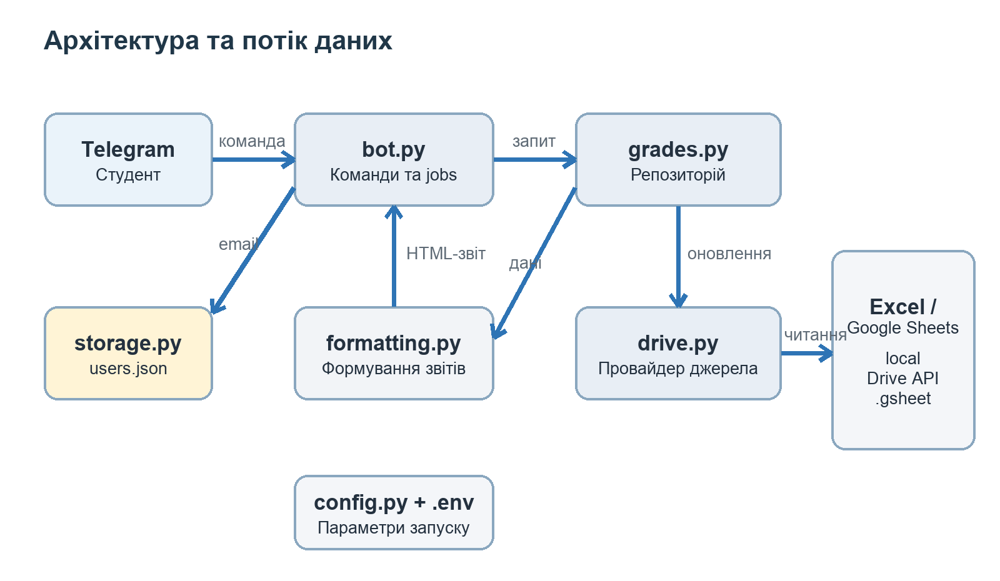 Архітектура та потік даних
Telegram
Студент
команда
bot.py
Команди та jobs
запит
grades.py
Репозиторій
email
HTML-звіт
дані
оновлення
storage.py
users.json
formatting.py
Формування звітів
drive.py
Провайдер джерела
читання
Excel /
Google Sheets
local
Drive API
.gsheet
config.py + .env
Параметри запуску